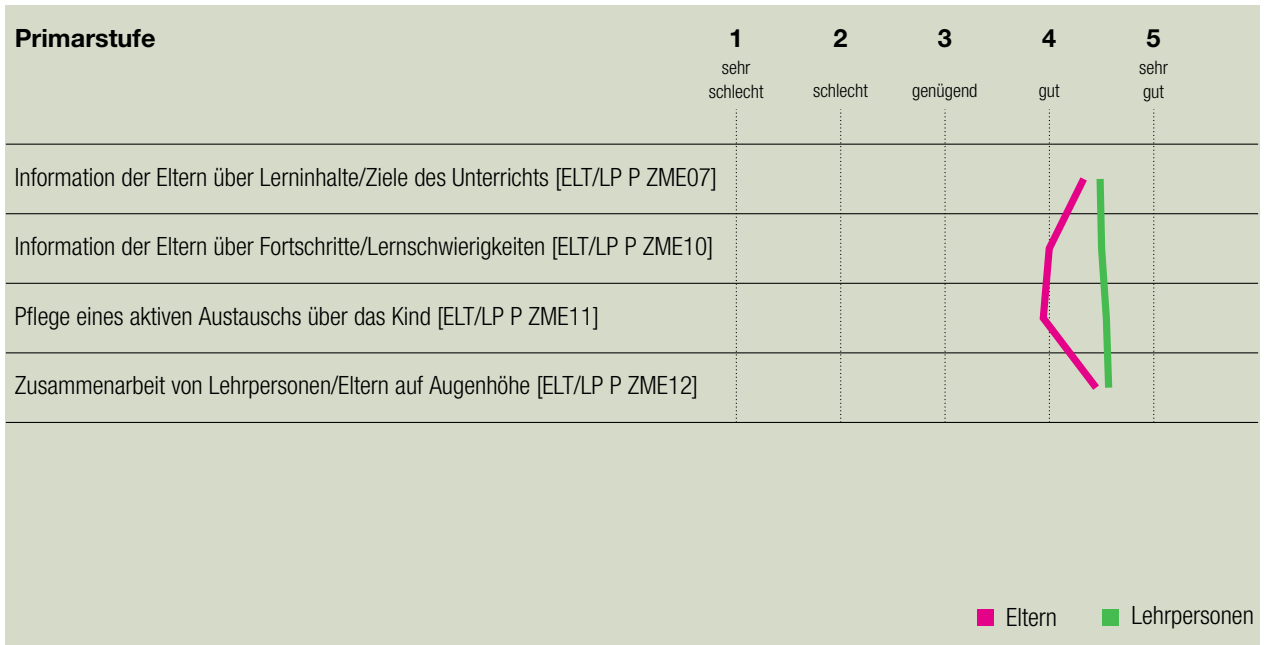 Primarstufe
1 2 3 4 5
sehr schlecht schlecht genügend gut sehr gut
Information der Eltern über Lerninhalte/Ziele des Unterrichts [ELT/LP P ZME07]
Information der Eltern über Fortschritte/Lernschwierigkeiten [ELT/LP P ZME10]
Pflege eines aktiven Austauschs über das Kind [ELT/LP P ZME11]
Zusammenarbeit von Lehrpersonen/Eltern auf Augenhöhe [ELT/LP P ZME12]
Eltern Lehrpersonen